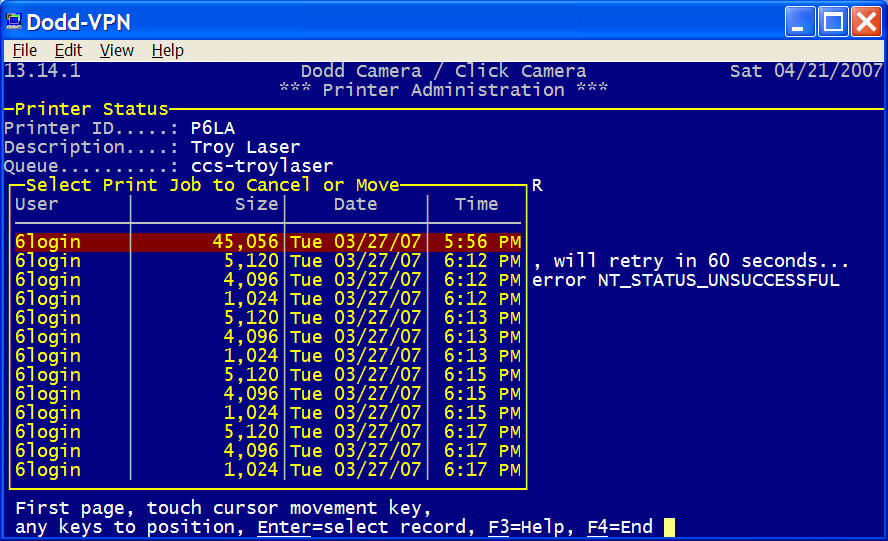 Dodd-VPN
File Edit View Help
13.14.1 Dodd Camera / Click Camera Sat 04/21/2007
*** Printer Administration ***
Printer Status
Printer ID.....: P6LA
Description....: Troy Laser
Queue..........: ccs-troylaser
Select Print Job to Cancel or Move R
User Size Date Time
6login 45,056 Tue 03/27/07 5:56 PM
6login 5,120 Tue 03/27/07 6:12 PM , will retry in 60 seconds...
6login 4,096 Tue 03/27/07 6:12 PM error NT_STATUS_UNSUCCESSFUL
6login 1,024 Tue 03/27/07 6:12 PM
6login 5,120 Tue 03/27/07 6:13 PM
6login 4,096 Tue 03/27/07 6:13 PM
6login 1,024 Tue 03/27/07 6:13 PM
6login 5,120 Tue 03/27/07 6:15 PM
6login 4,096 Tue 03/27/07 6:15 PM
6login 1,024 Tue 03/27/07 6:15 PM
6login 5,120 Tue 03/27/07 6:17 PM
6login 4,096 Tue 03/27/07 6:17 PM
6login 1,024 Tue 03/27/07 6:17 PM
First page, touch cursor movement key,
any keys to position, Enter=select record, F3=Help, F4=End